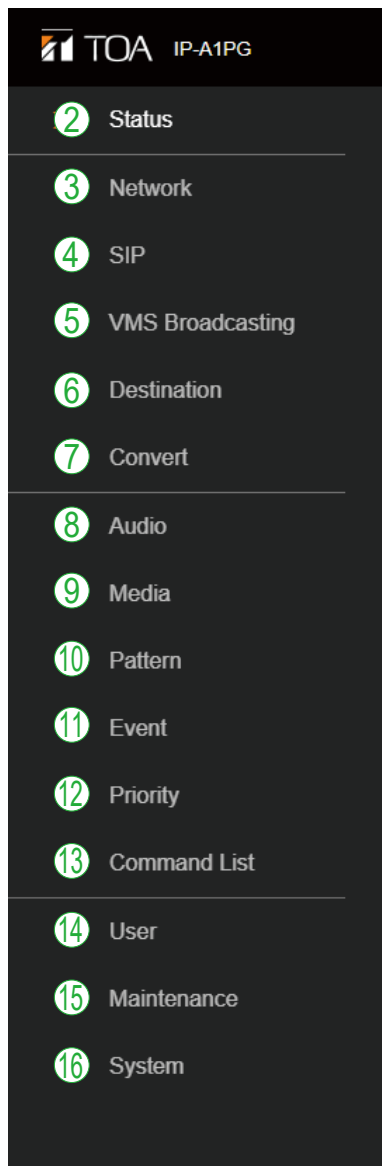 TOA IP-A1PG
2 Status
3 Network
4 SIP
5 VMS Broadcasting
6 Destination
7 Convert
8 Audio
9 Media
10 Pattern
11 Event
12 Priority
13 Command List
14 User
15 Maintenance
16 System